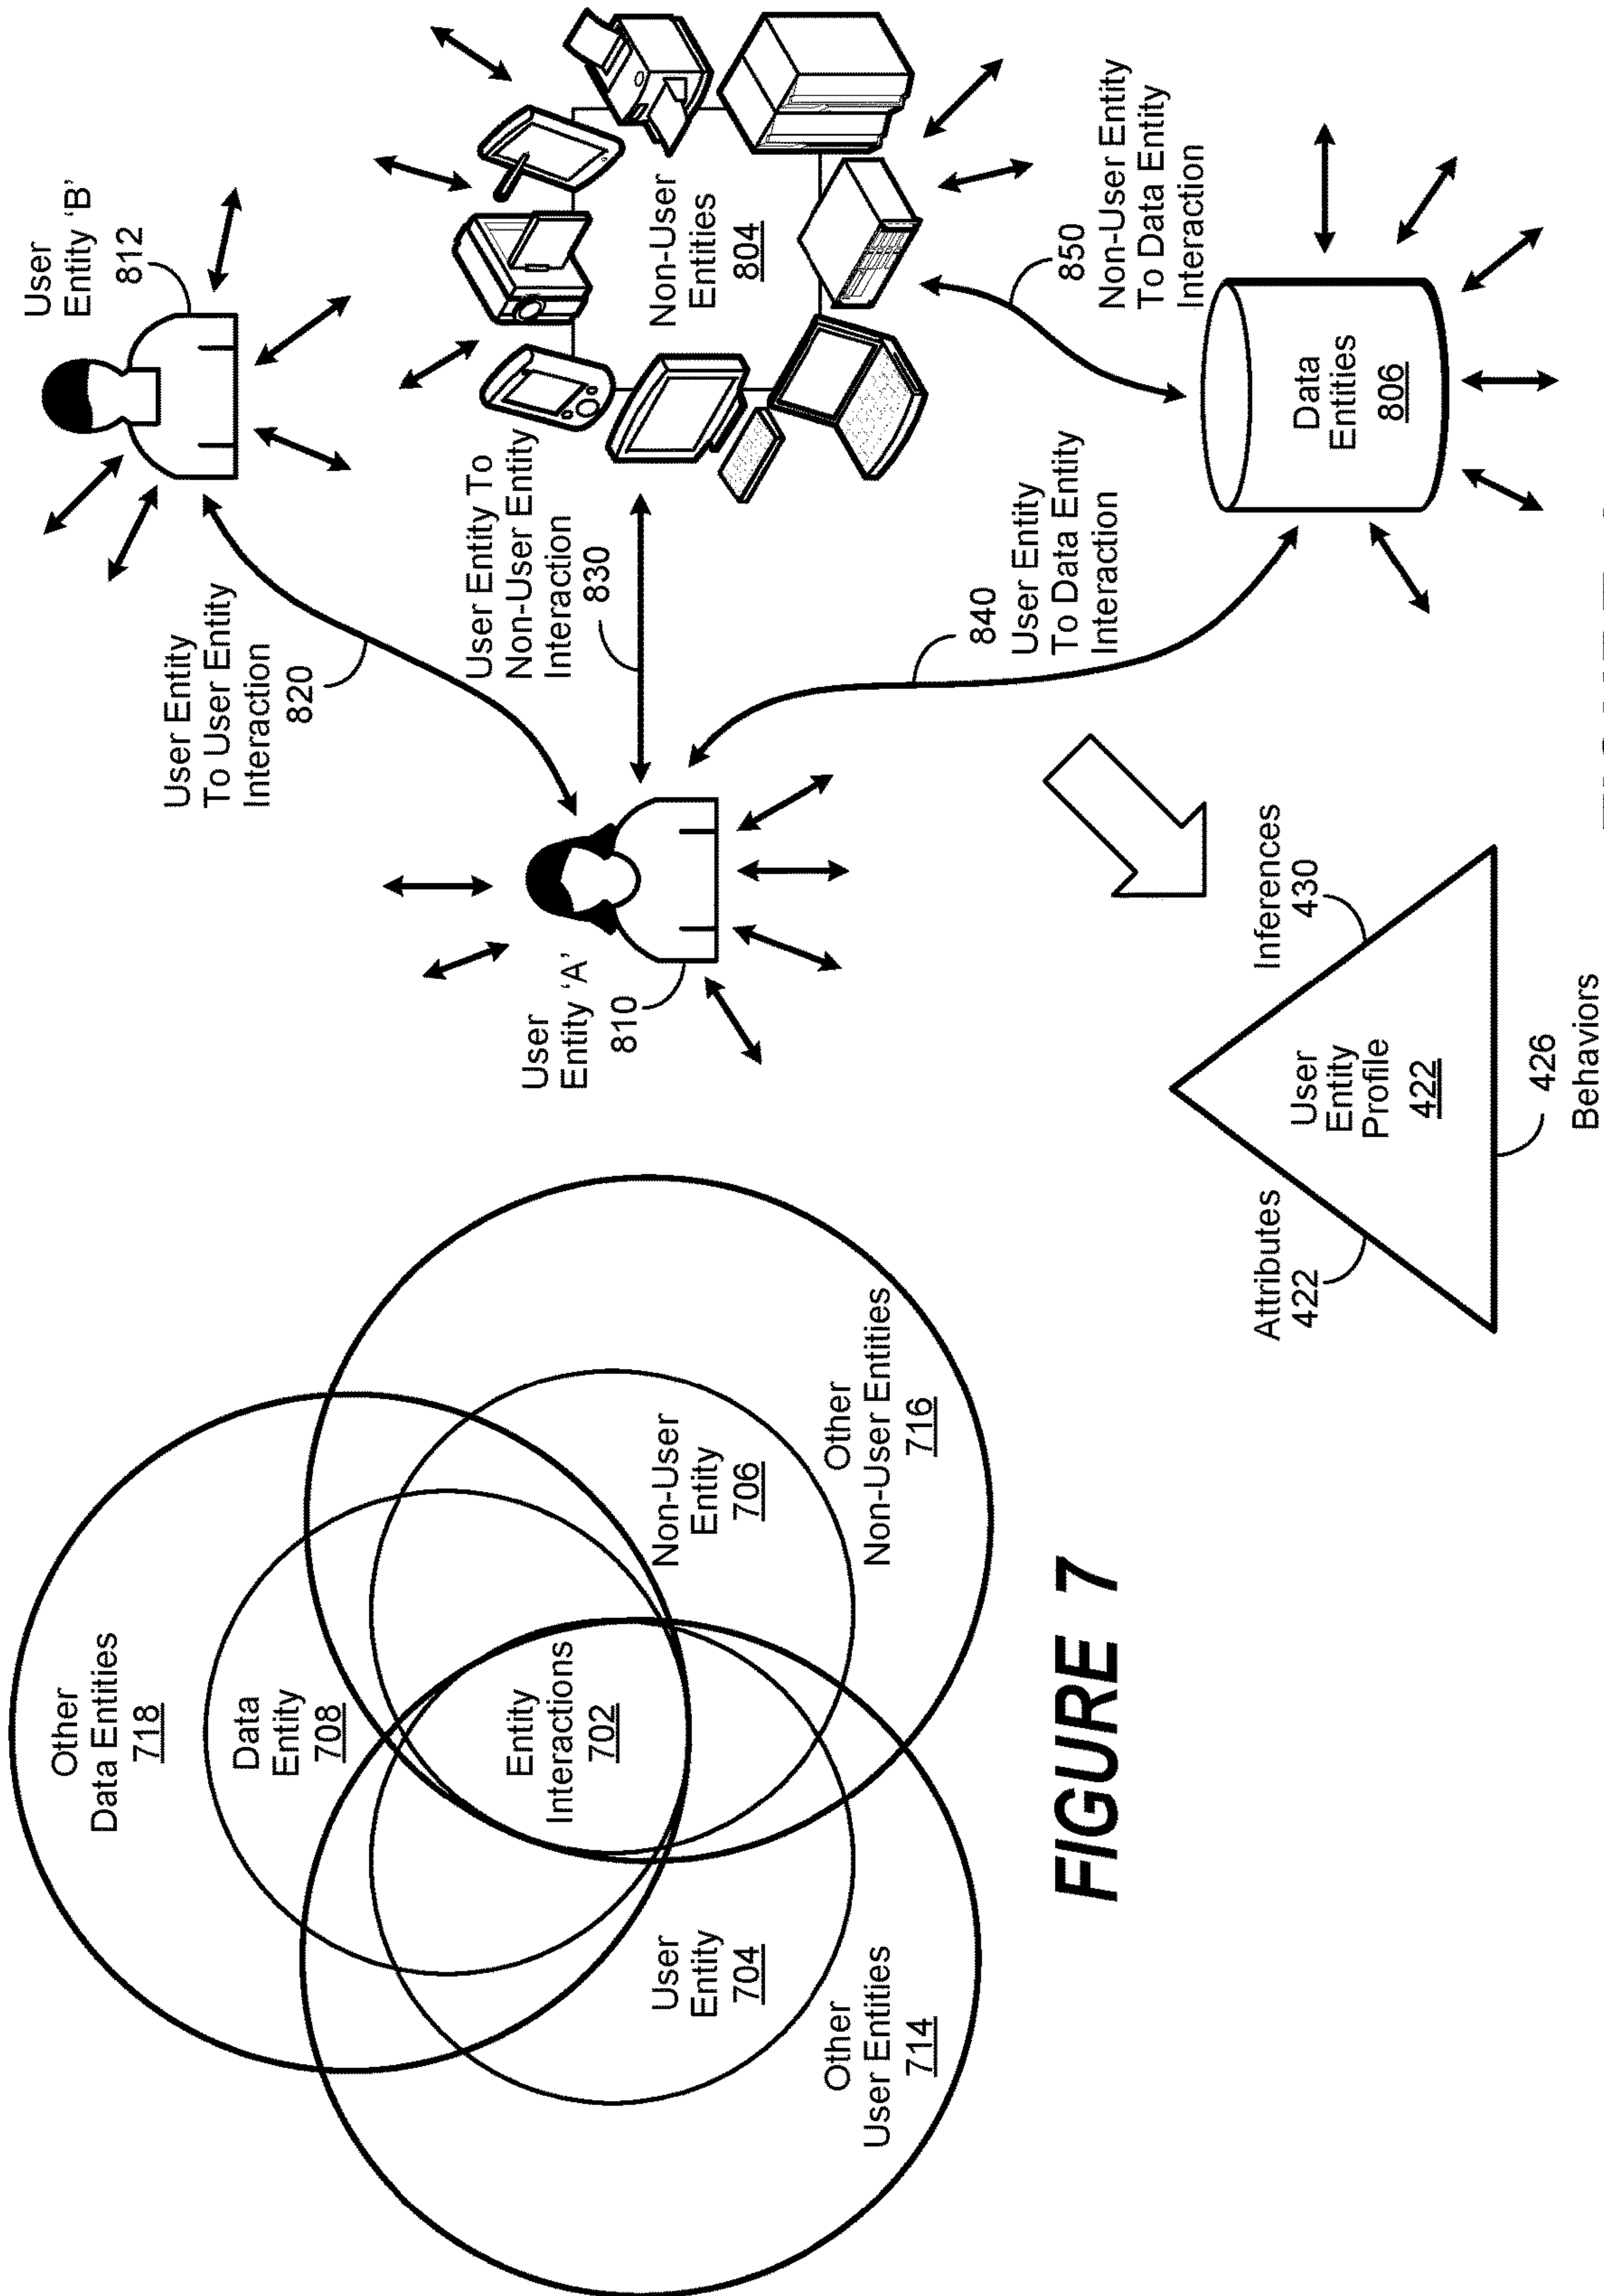 Other
Data Entities
718
Data
Entity
708
Entity
Interactions
702
User
Entity
704
Non-User
Entity
706
Other
User Entities
714
Other
Non-User Entities
716
FIGURE 7
User
Entity 'B'
812
User Entity
To User Entity
Interaction
820
User Entity To
Non-User Entity
Interaction
830
User
Entity 'A'
810
Non-User
Entities
804
840
User Entity
To Data Entity
Interaction
850
Non-User Entity
To Data Entity
Interaction
Data
Entities
806
Attributes
422
Inferences
430
User
Entity
Profile
422
426
Behaviors